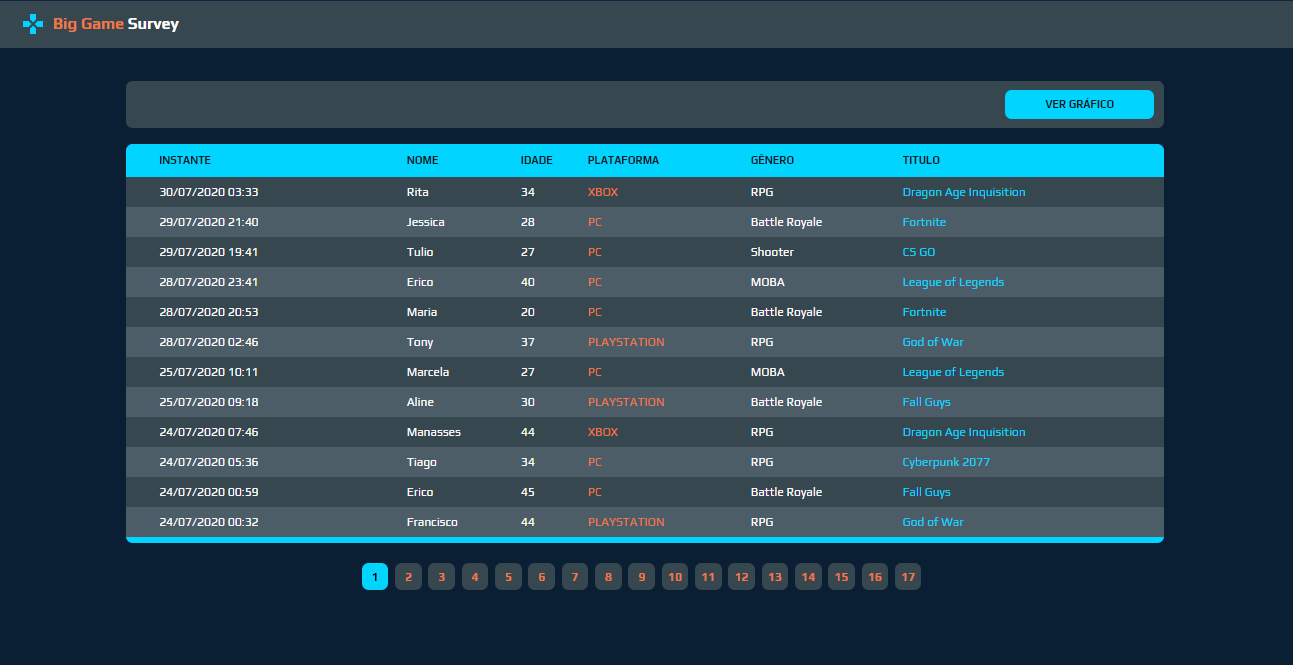 Big Game Survey
VER GRÁFICO
INSTANTE NOME IDADE PLATAFORMA GÊNERO TITULO
30/07/2020 03:33 Rita 34 XBOX RPG Dragon Age Inquisition
29/07/2020 21:40 Jessica 28 PC Battle Royale Fortnite
29/07/2020 19:41 Tulio 27 PC Shooter CS GO
28/07/2020 23:41 Erico 40 PC MOBA League of Legends
28/07/2020 20:53 Maria 20 PC Battle Royale Fortnite
28/07/2020 02:46 Tony 37 PLAYSTATION RPG God of War
25/07/2020 10:11 Marcela 27 PC MOBA League of Legends
25/07/2020 09:18 Aline 30 PLAYSTATION Battle Royale Fall Guys
24/07/2020 07:46 Manasses 44 XBOX RPG Dragon Age Inquisition
24/07/2020 05:36 Tiago 34 PC RPG Cyberpunk 2077
24/07/2020 00:59 Erico 45 PC Battle Royale Fall Guys
24/07/2020 00:32 Francisco 44 PLAYSTATION RPG God of War
1 2 3 4 5 6 7 8 9 10 11 12 13 14 15 16 17